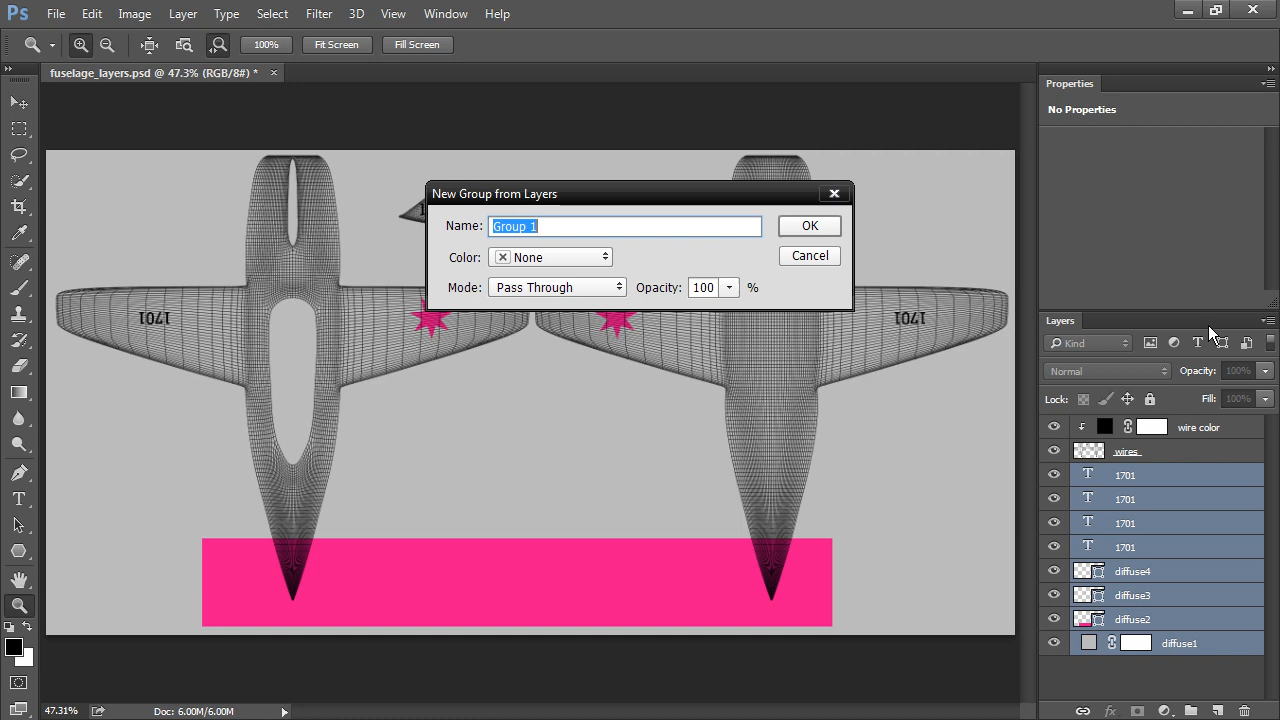 Ps File Edit Image Layer Type Select Filter 3D View Window Help
100% Fit Screen Fill Screen
fuselage_layers.psd @ 47.3% (RGB/8#) *
Properties
No Properties
New Group from Layers
Name: Group 1 OK
Color: None Cancel
Mode: Pass Through Opacity: 100 %
1701 1701
Layers
Kind
Normal Opacity: 100%
Lock: Fill: 100%
wire color
wires
T 1701
T 1701
T 1701
T 1701
diffuse4
diffuse3
diffuse2
diffuse1
47.31% Doc: 6.00M/6.00M
fx